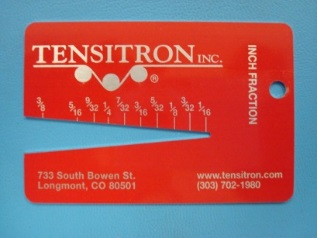 TENSITRON INC.
®
INCH FRACTION
3/8 5/16 9/32 1/4 7/32 3/16 5/32 1/8 3/32 1/16
733 South Bowen St.
Longmont, CO 80501
www.tensitron.com
(303) 702-1980